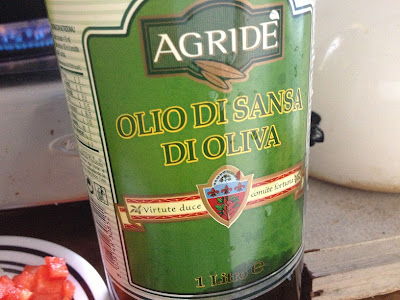 AGRIDÈ
OLIO DI SANSA
DI OLIVA
Virtute duce
comite fortuna
1 Litro e